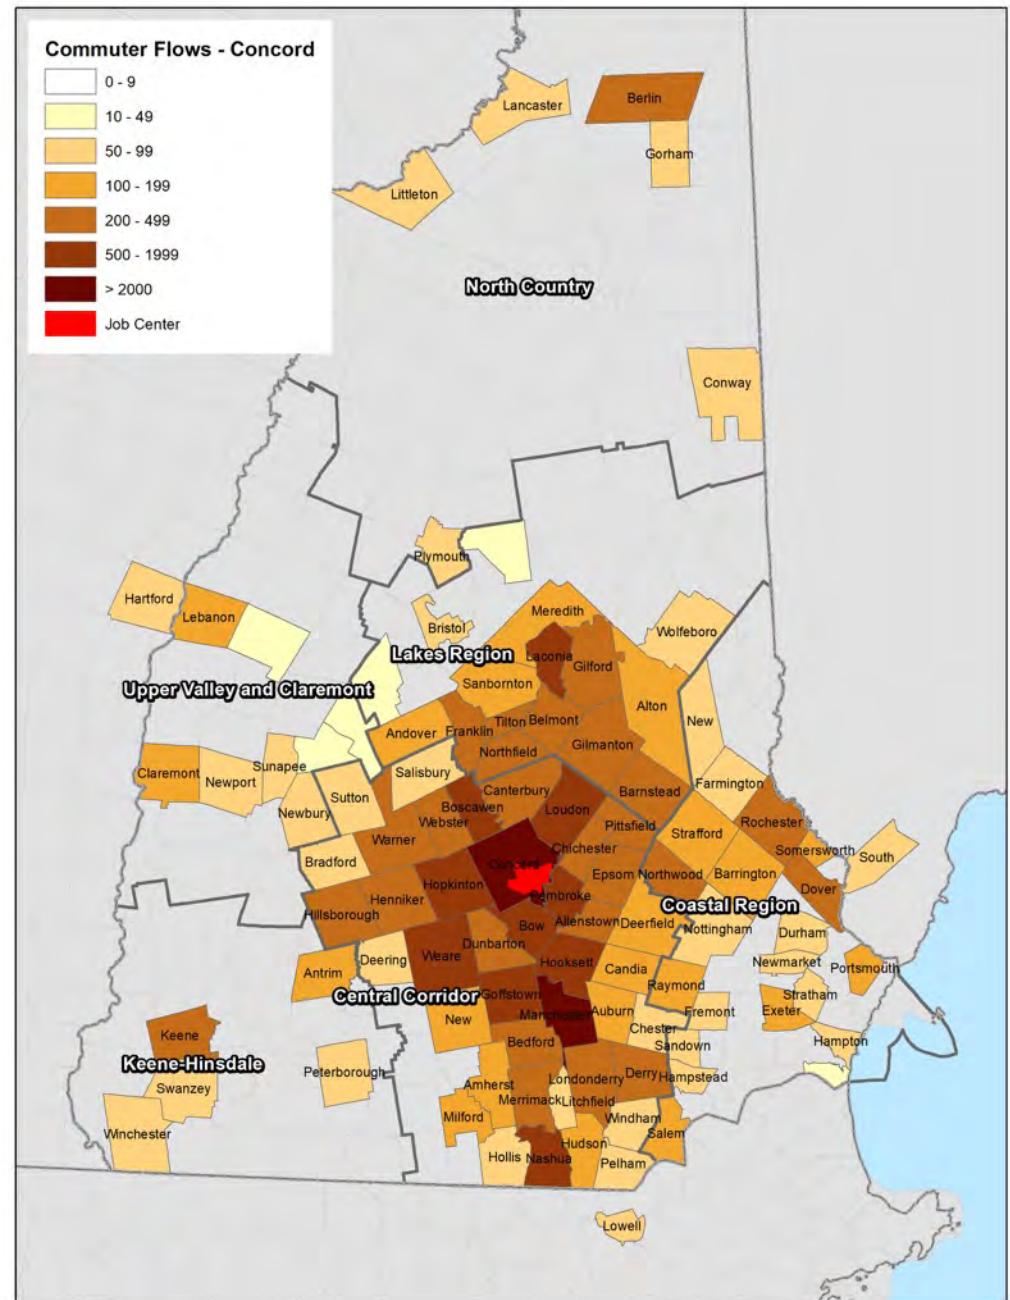 Commuter Flows - Concord
0 - 9
10 - 49
50 - 99
100 - 199
200 - 499
500 - 1999
> 2000
Job Center
Lancaster
Berlin
Gorham
Littleton
North Country
Conway
Plymouth
Hartford
Lebanon
Meredith
Bristol
Wolfeboro
Lakes Region
Laconia
Gilford
Sanbornton
Upper Valley and Claremont
Alton
New
Andover
Franklin
Tilton
Belmont
Northfield
Gilmanton
Claremont
Newport
Sunapee
Salisbury
Farmington
Sutton
Canterbury
Barnstead
Newbury
Boscawen
Loudon
Webster
Pittsfield
Rochester
Warner
Strafford
Chichester
Somersworth
South
Bradford
Concord
Epsom
Northwood
Barrington
Hopkinton
Dover
Henniker
Pembroke
Coastal Region
Hillsborough
Bow
Allenstown
Deerfield
Nottingham
Durham
Dunbarton
Weare
Deering
Hooksett
Candia
Newmarket
Portsmouth
Antrim
Raymond
Central Corridor
Goffstown
Stratham
Manchester
Auburn
Fremont
Exeter
New
Chester
Keene
Bedford
Sandown
Hampton
Keene-Hinsdale
Peterborough
Derry
Hampstead
Londonderry
Swanzey
Amherst
Merrimack
Litchfield
Milford
Windham
Winchester
Salem
Hudson
Hollis
Nashua
Pelham
Lowell